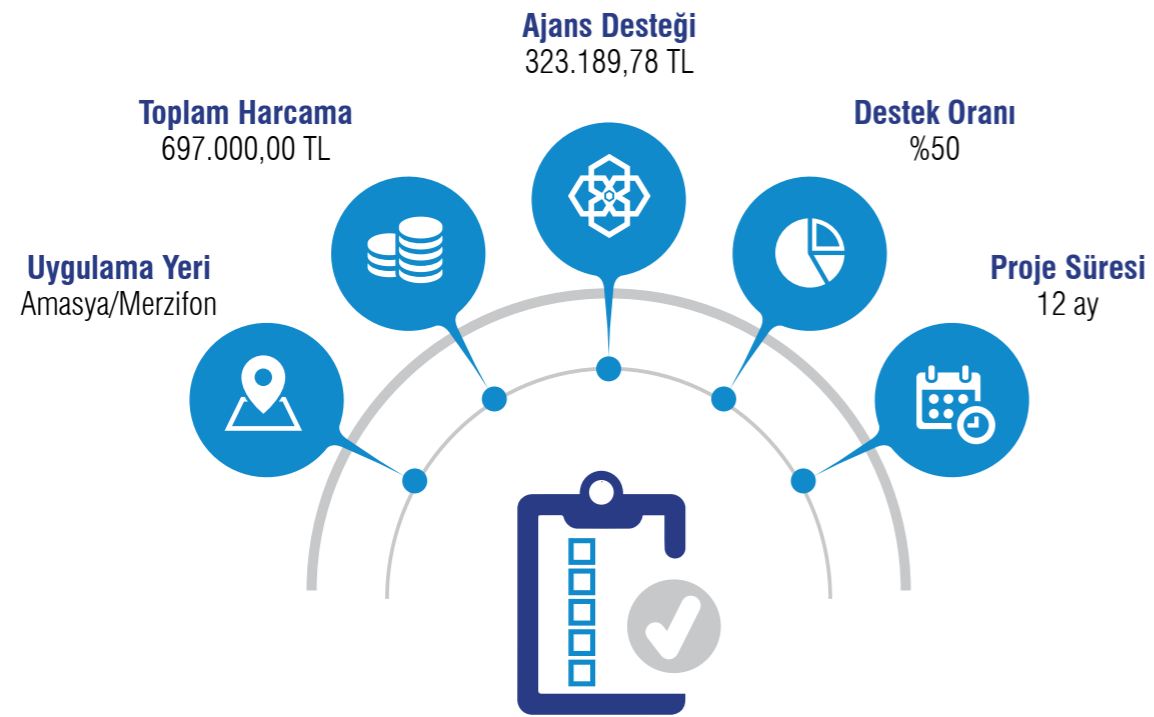 Uygulama Yeri
Amasya/Merzifon
Toplam Harcama
697.000,00 TL
Ajans Desteği
323.189,78 TL
Destek Oranı
%50
Proje Süresi
12 ay